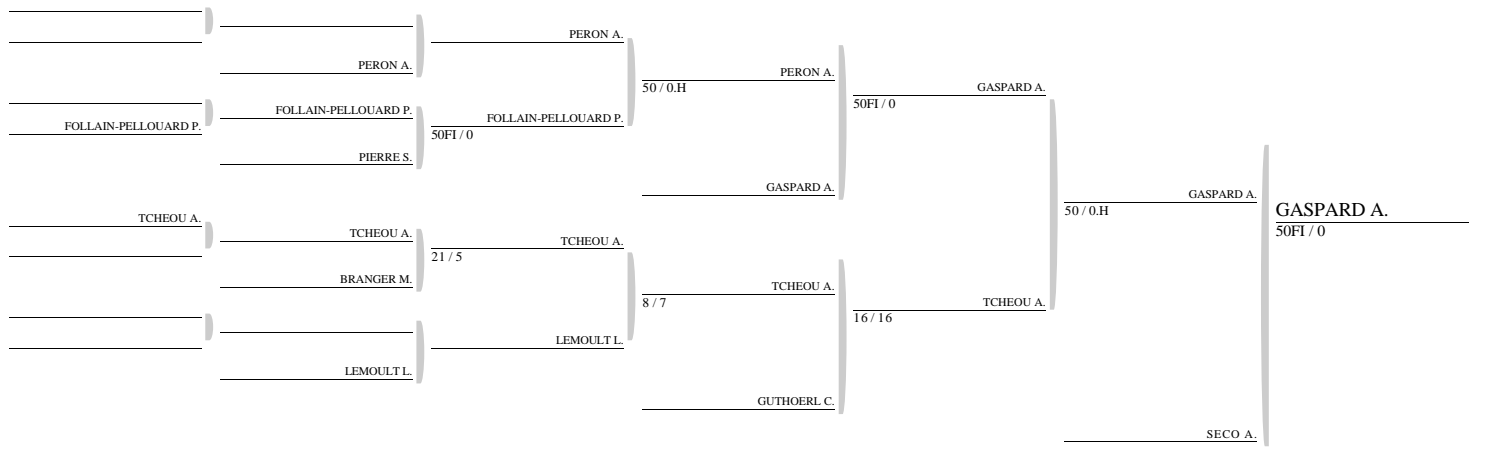 PERON A.
PERON A.
PERON A.
GASPARD A.
50 / 0.H
50FI / 0
FOLLAIN-PELLOUARD P.
FOLLAIN-PELLOUARD P.
FOLLAIN-PELLOUARD P.
50FI / 0
PIERRE S.
GASPARD A.
GASPARD A.
50 / 0.H
GASPARD A.
50FI / 0
TCHEOU A.
TCHEOU A.
TCHEOU A.
21 / 5
BRANGER M.
TCHEOU A.
8 / 7
TCHEOU A.
16 / 16
LEMOULT L.
LEMOULT L.
GUTHOERL C.
SECO A.